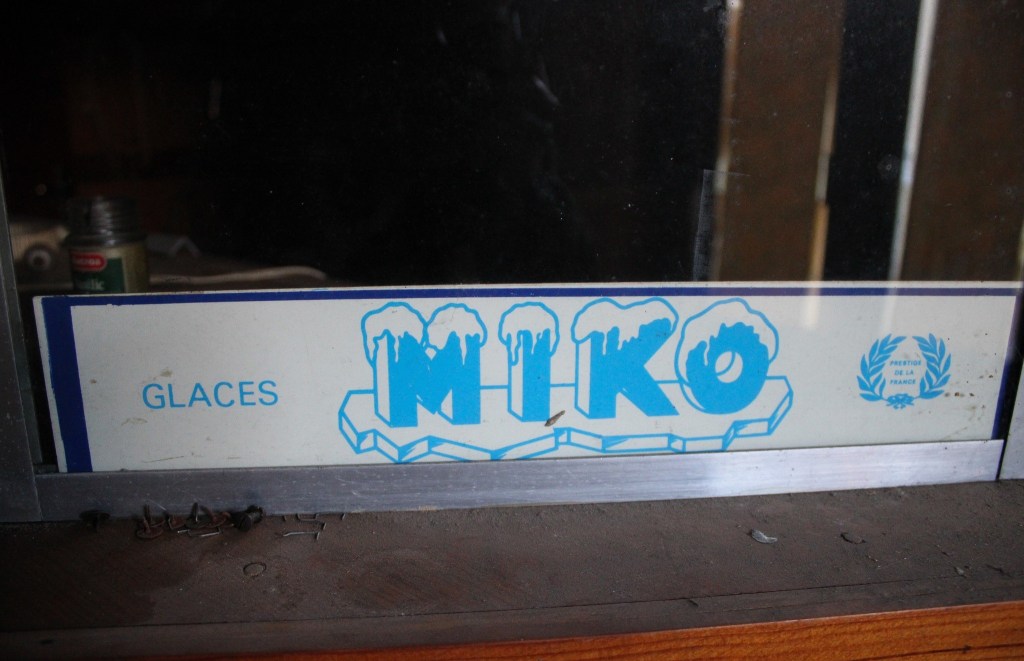 GLACES
MIKO
PRESTIGE
DE LA
FRANCE